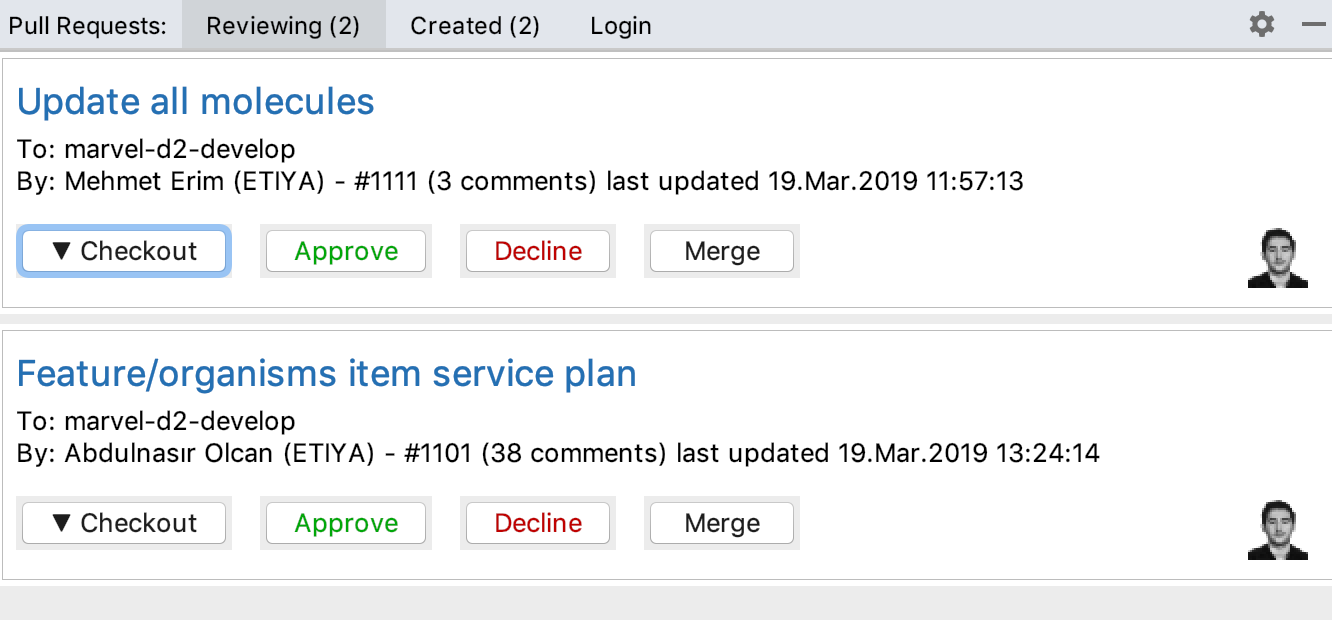 Pull Requests: Reviewing (2) Created (2) Login
Update all molecules
To: marvel-d2-develop
By: Mehmet Erim (ETIYA) - #1111 (3 comments) last updated 19.Mar.2019 11:57:13
▼ Checkout Approve Decline Merge
Feature/organisms item service plan
To: marvel-d2-develop
By: Abdulnasır Olcan (ETIYA) - #1101 (38 comments) last updated 19.Mar.2019 13:24:14
▼ Checkout Approve Decline Merge